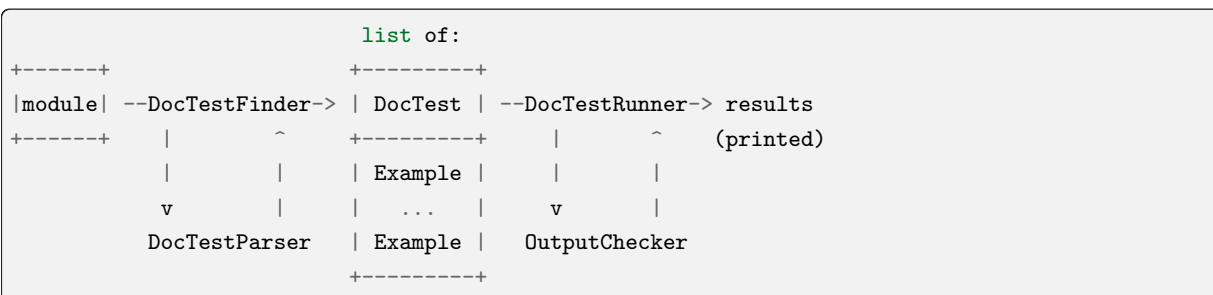 list of:
+------+                   +---------+
|module| --DocTestFinder-> | DocTest | --DocTestRunner-> results
+------+    |        ^     +---------+     |       ^    (printed)
            |        |     | Example |     |       |
            v        |     |   ...   |     v       |
           DocTestParser   | Example |   OutputChecker
                           +---------+